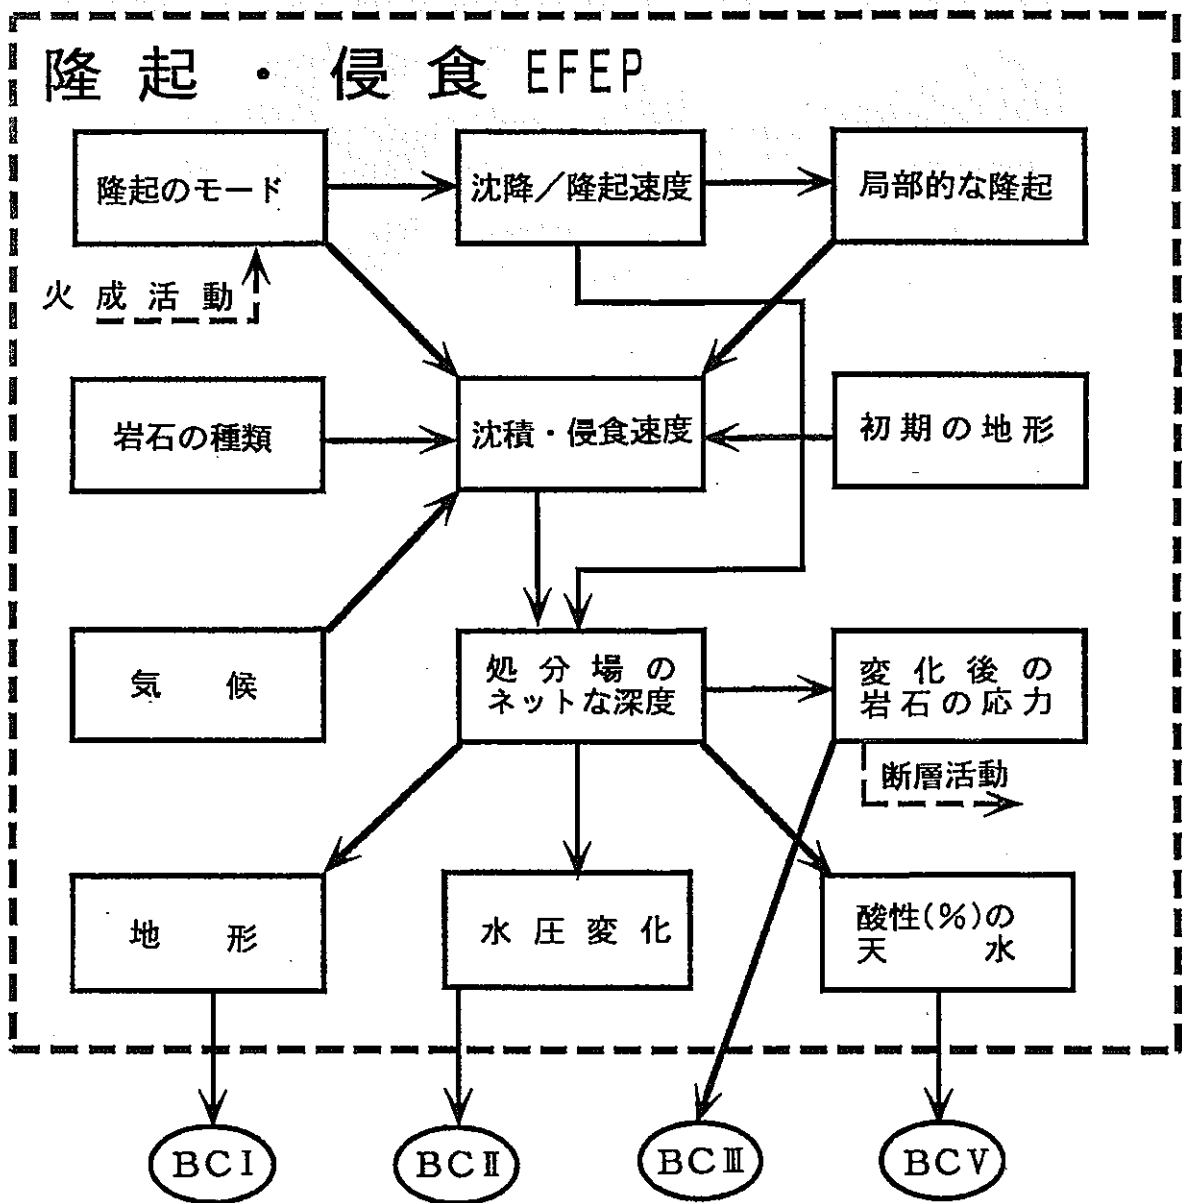 隆起・侵食 EFEP
隆起のモード
沈降／隆起速度
局部的な隆起
火成活動
岩石の種類
沈積・侵食速度
初期の地形
気候
処分場の
ネットな深度
変化後の
岩石の応力
断層活動
地形
水圧変化
酸性(%)の
天水
BCⅠ
BCⅡ
BCⅢ
BCⅤ